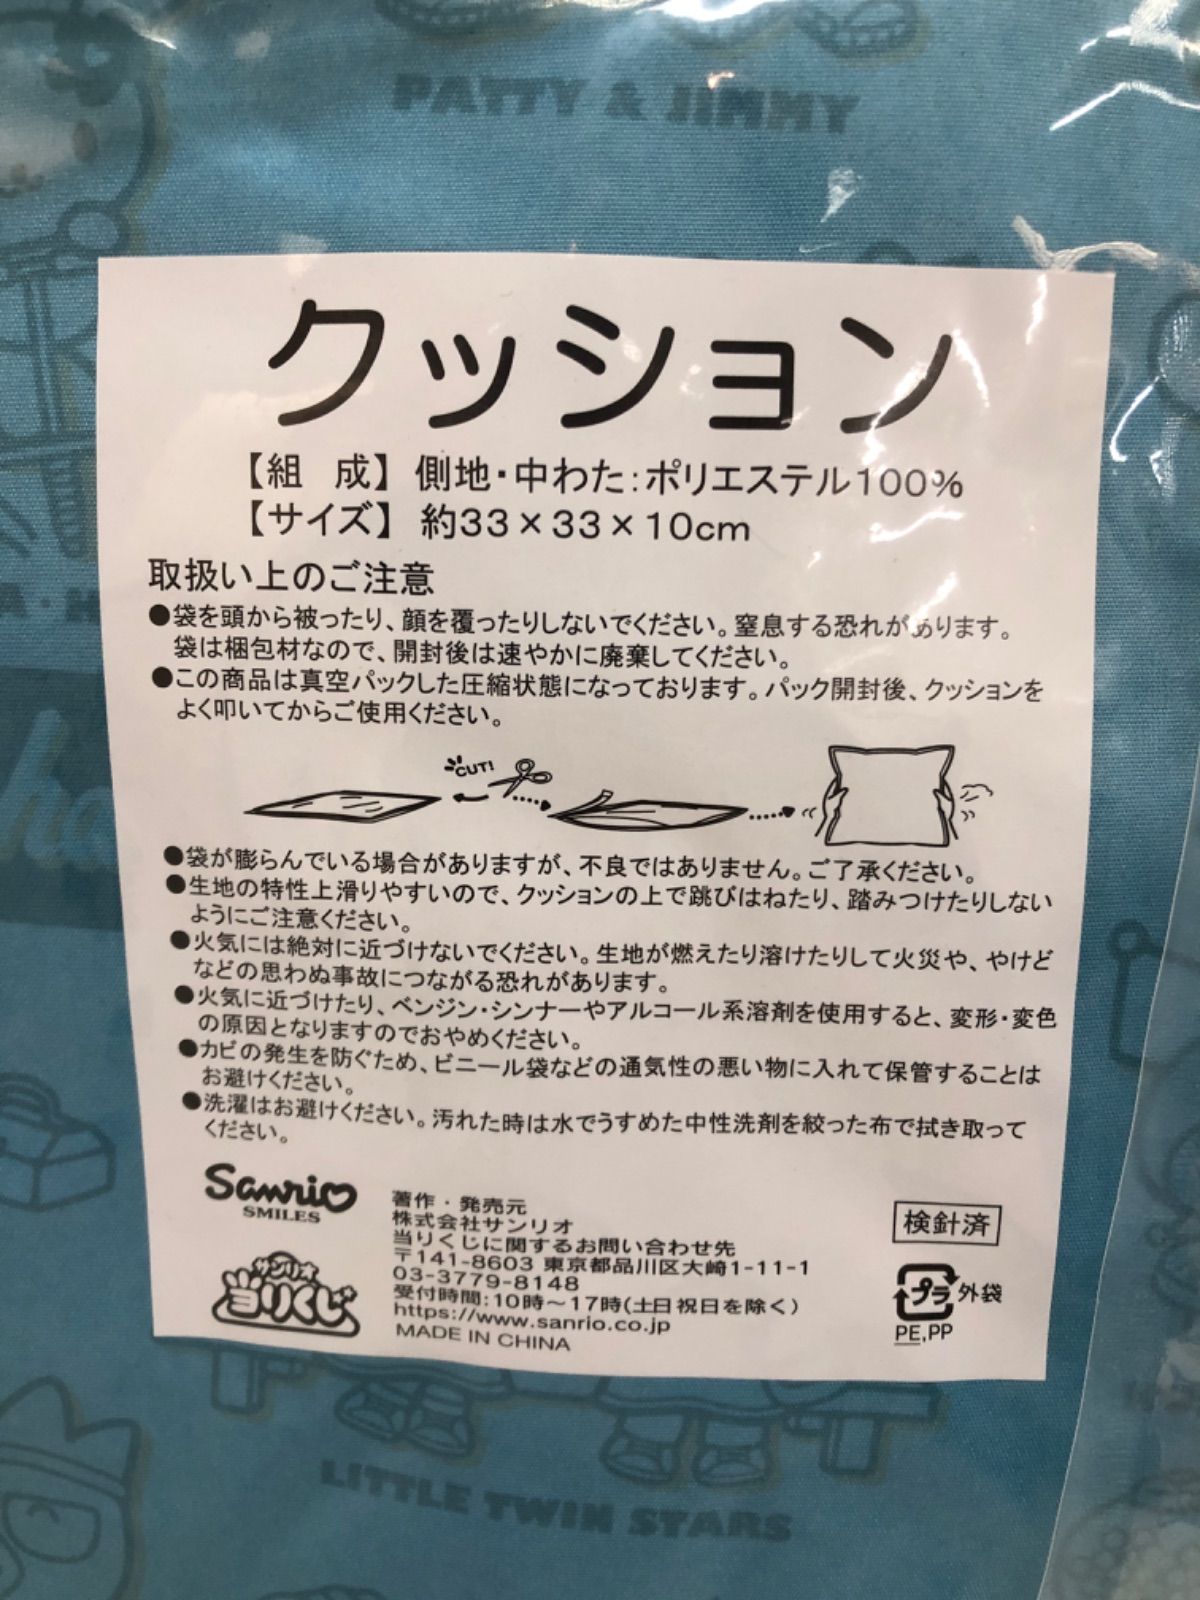 PATTY & JIMMY
クッション
【組 成】 側地・中わた:ポリエステル100%
【サイズ】 約33×33×10cm
取扱い上のご注意
●袋を頭から被ったり、顔を覆ったりしないでください。窒息する恐れがあります。
袋は梱包材なので、開封後は速やかに廃棄してください。
●この商品は真空パックした圧縮状態になっております。パック開封後、クッションを
よく叩いてからご使用ください。
CUT!
●袋が膨らんでいる場合がありますが、不良ではありません。ご了承ください。
●生地の特性上滑りやすいので、クッションの上で跳びはねたり、踏みつけたりしない
ようにご注意ください。
●火気には絶対に近づけないでください。生地が燃えたり溶けたりして火災や、やけど
などの思わぬ事故につながる恐れがあります。
●火気に近づけたり、ベンジン・シンナーやアルコール系溶剤を使用すると、変形・変色
の原因となりますのでおやめください。
●カビの発生を防ぐため、ビニール袋などの通気性の悪い物に入れて保管することは
お避けください。
●洗濯はお避けください。汚れた時は水でうすめた中性洗剤を絞った布で拭き取って
ください。
Sanrio
SMILES
サンリオ
当りくじ
著作・発売元
株式会社サンリオ
当りくじに関するお問い合わせ先
〒141-8603 東京都品川区大崎1-11-1
03-3779-8148
受付時間:10時～17時(土日祝日を除く)
https://www.sanrio.co.jp
MADE IN CHINA
検針済
プラ 外袋
PE,PP
LITTLE TWIN STARS